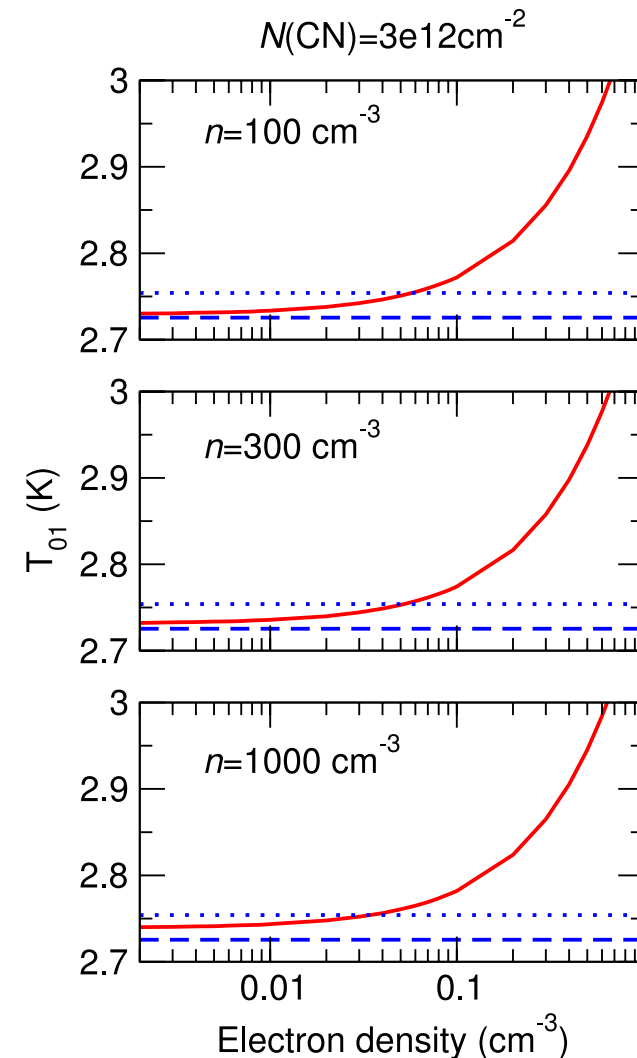 N(CN)=3e12cm-2
3
n=100 cm-3
2.9
2.8
2.7
3
n=300 cm-3
2.9
2.8
2.7
T01 (K)
3
n=1000 cm-3
2.9
2.8
2.7
0.01 0.1
Electron density (cm-3)